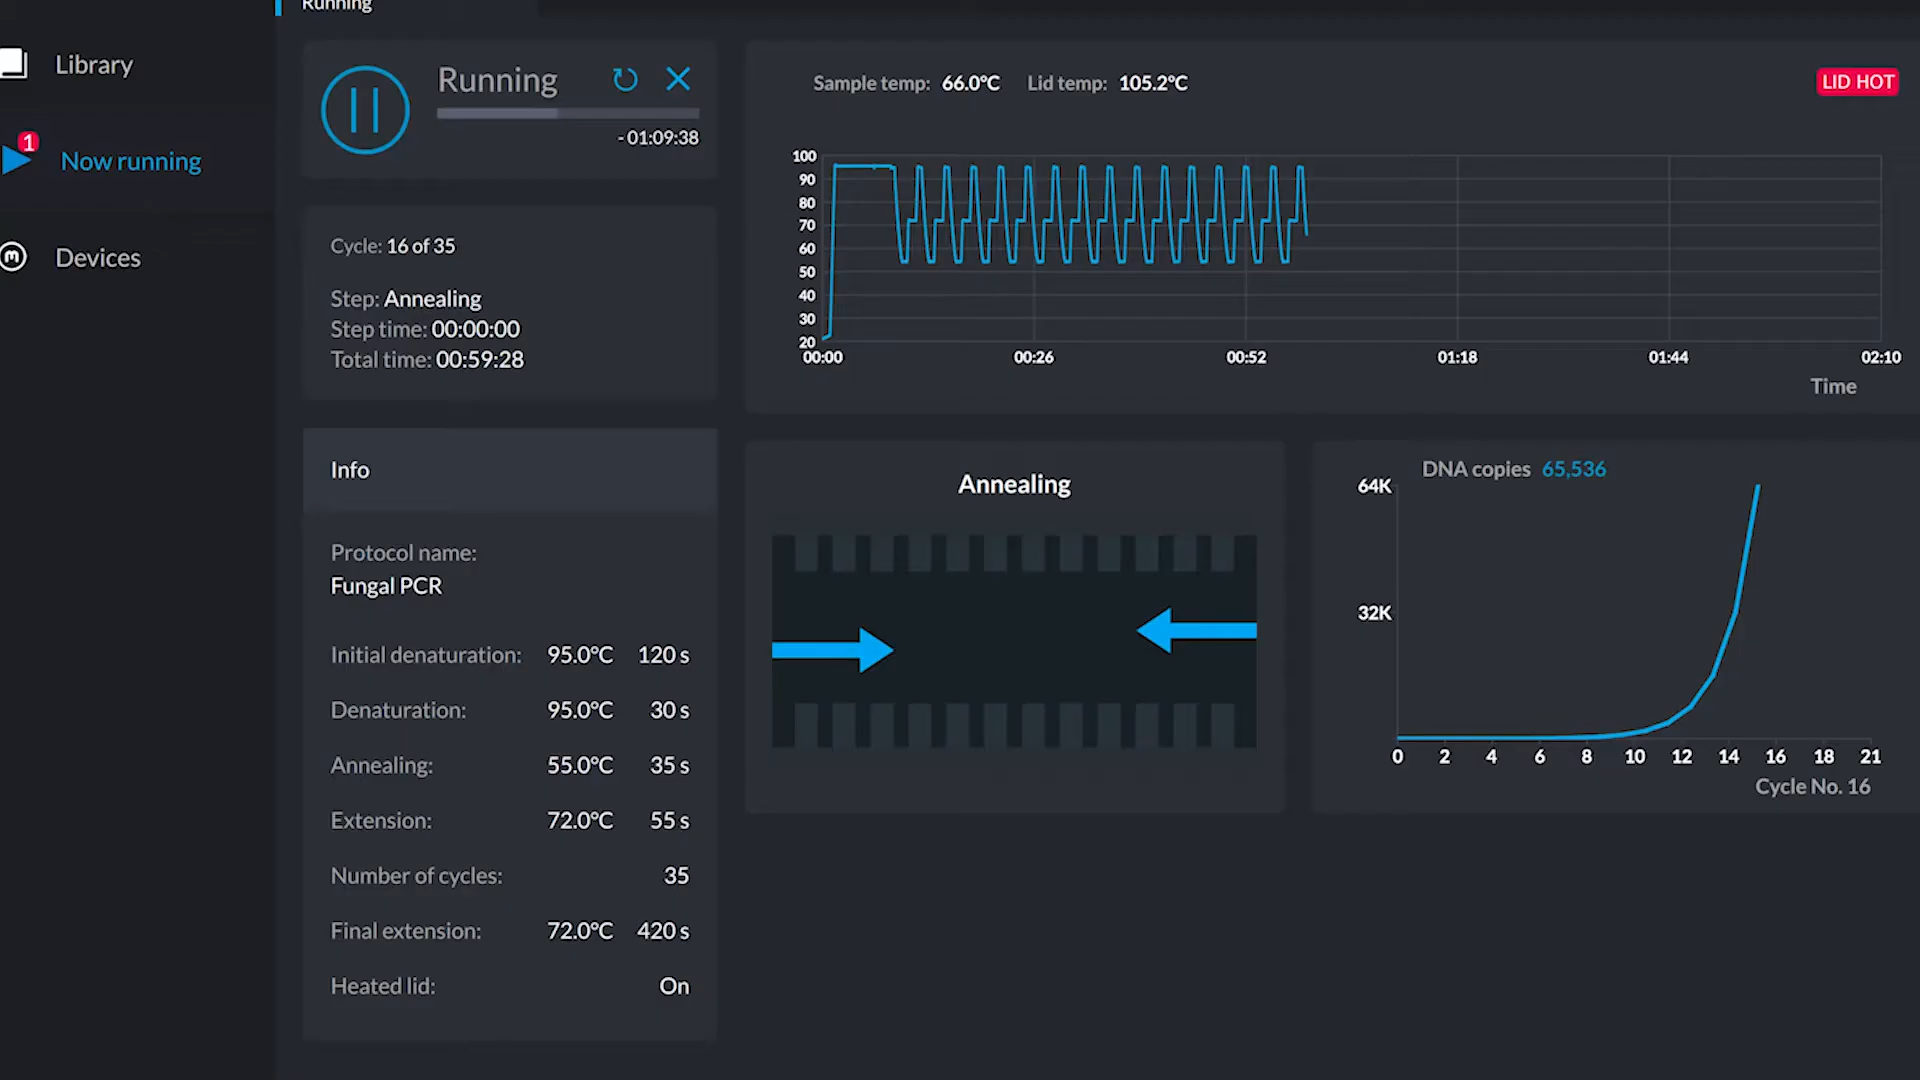 Running
Library
1
Now running
Devices
Running
- 01:09:38
Cycle: 16 of 35
Step: Annealing
Step time: 00:00:00
Total time: 00:59:28
Info
Protocol name:
Fungal PCR
Initial denaturation: 95.0°C 120 s
Denaturation: 95.0°C 30 s
Annealing: 55.0°C 35 s
Extension: 72.0°C 55 s
Number of cycles: 35
Final extension: 72.0°C 420 s
Heated lid: On
Sample temp: 66.0°C Lid temp: 105.2°C
LID HOT
100
90
80
70
60
50
40
30
20
00:00 00:26 00:52 01:18 01:44 02:10
Time
Annealing
DNA copies 65,536
64K
32K
0 2 4 6 8 10 12 14 16 18 21
Cycle No. 16